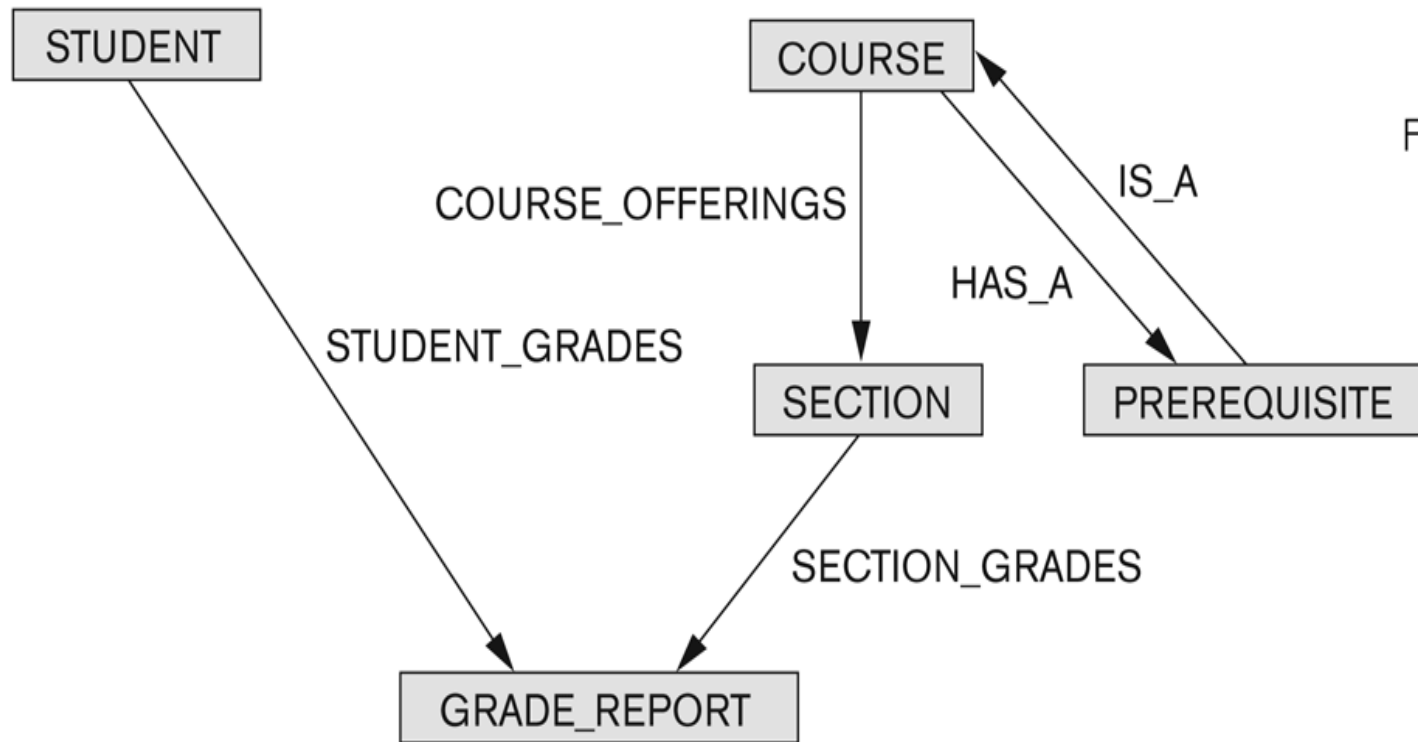 STUDENT
COURSE
F
IS_A
COURSE_OFFERINGS
HAS_A
STUDENT_GRADES
SECTION
PREREQUISITE
SECTION_GRADES
GRADE_REPORT